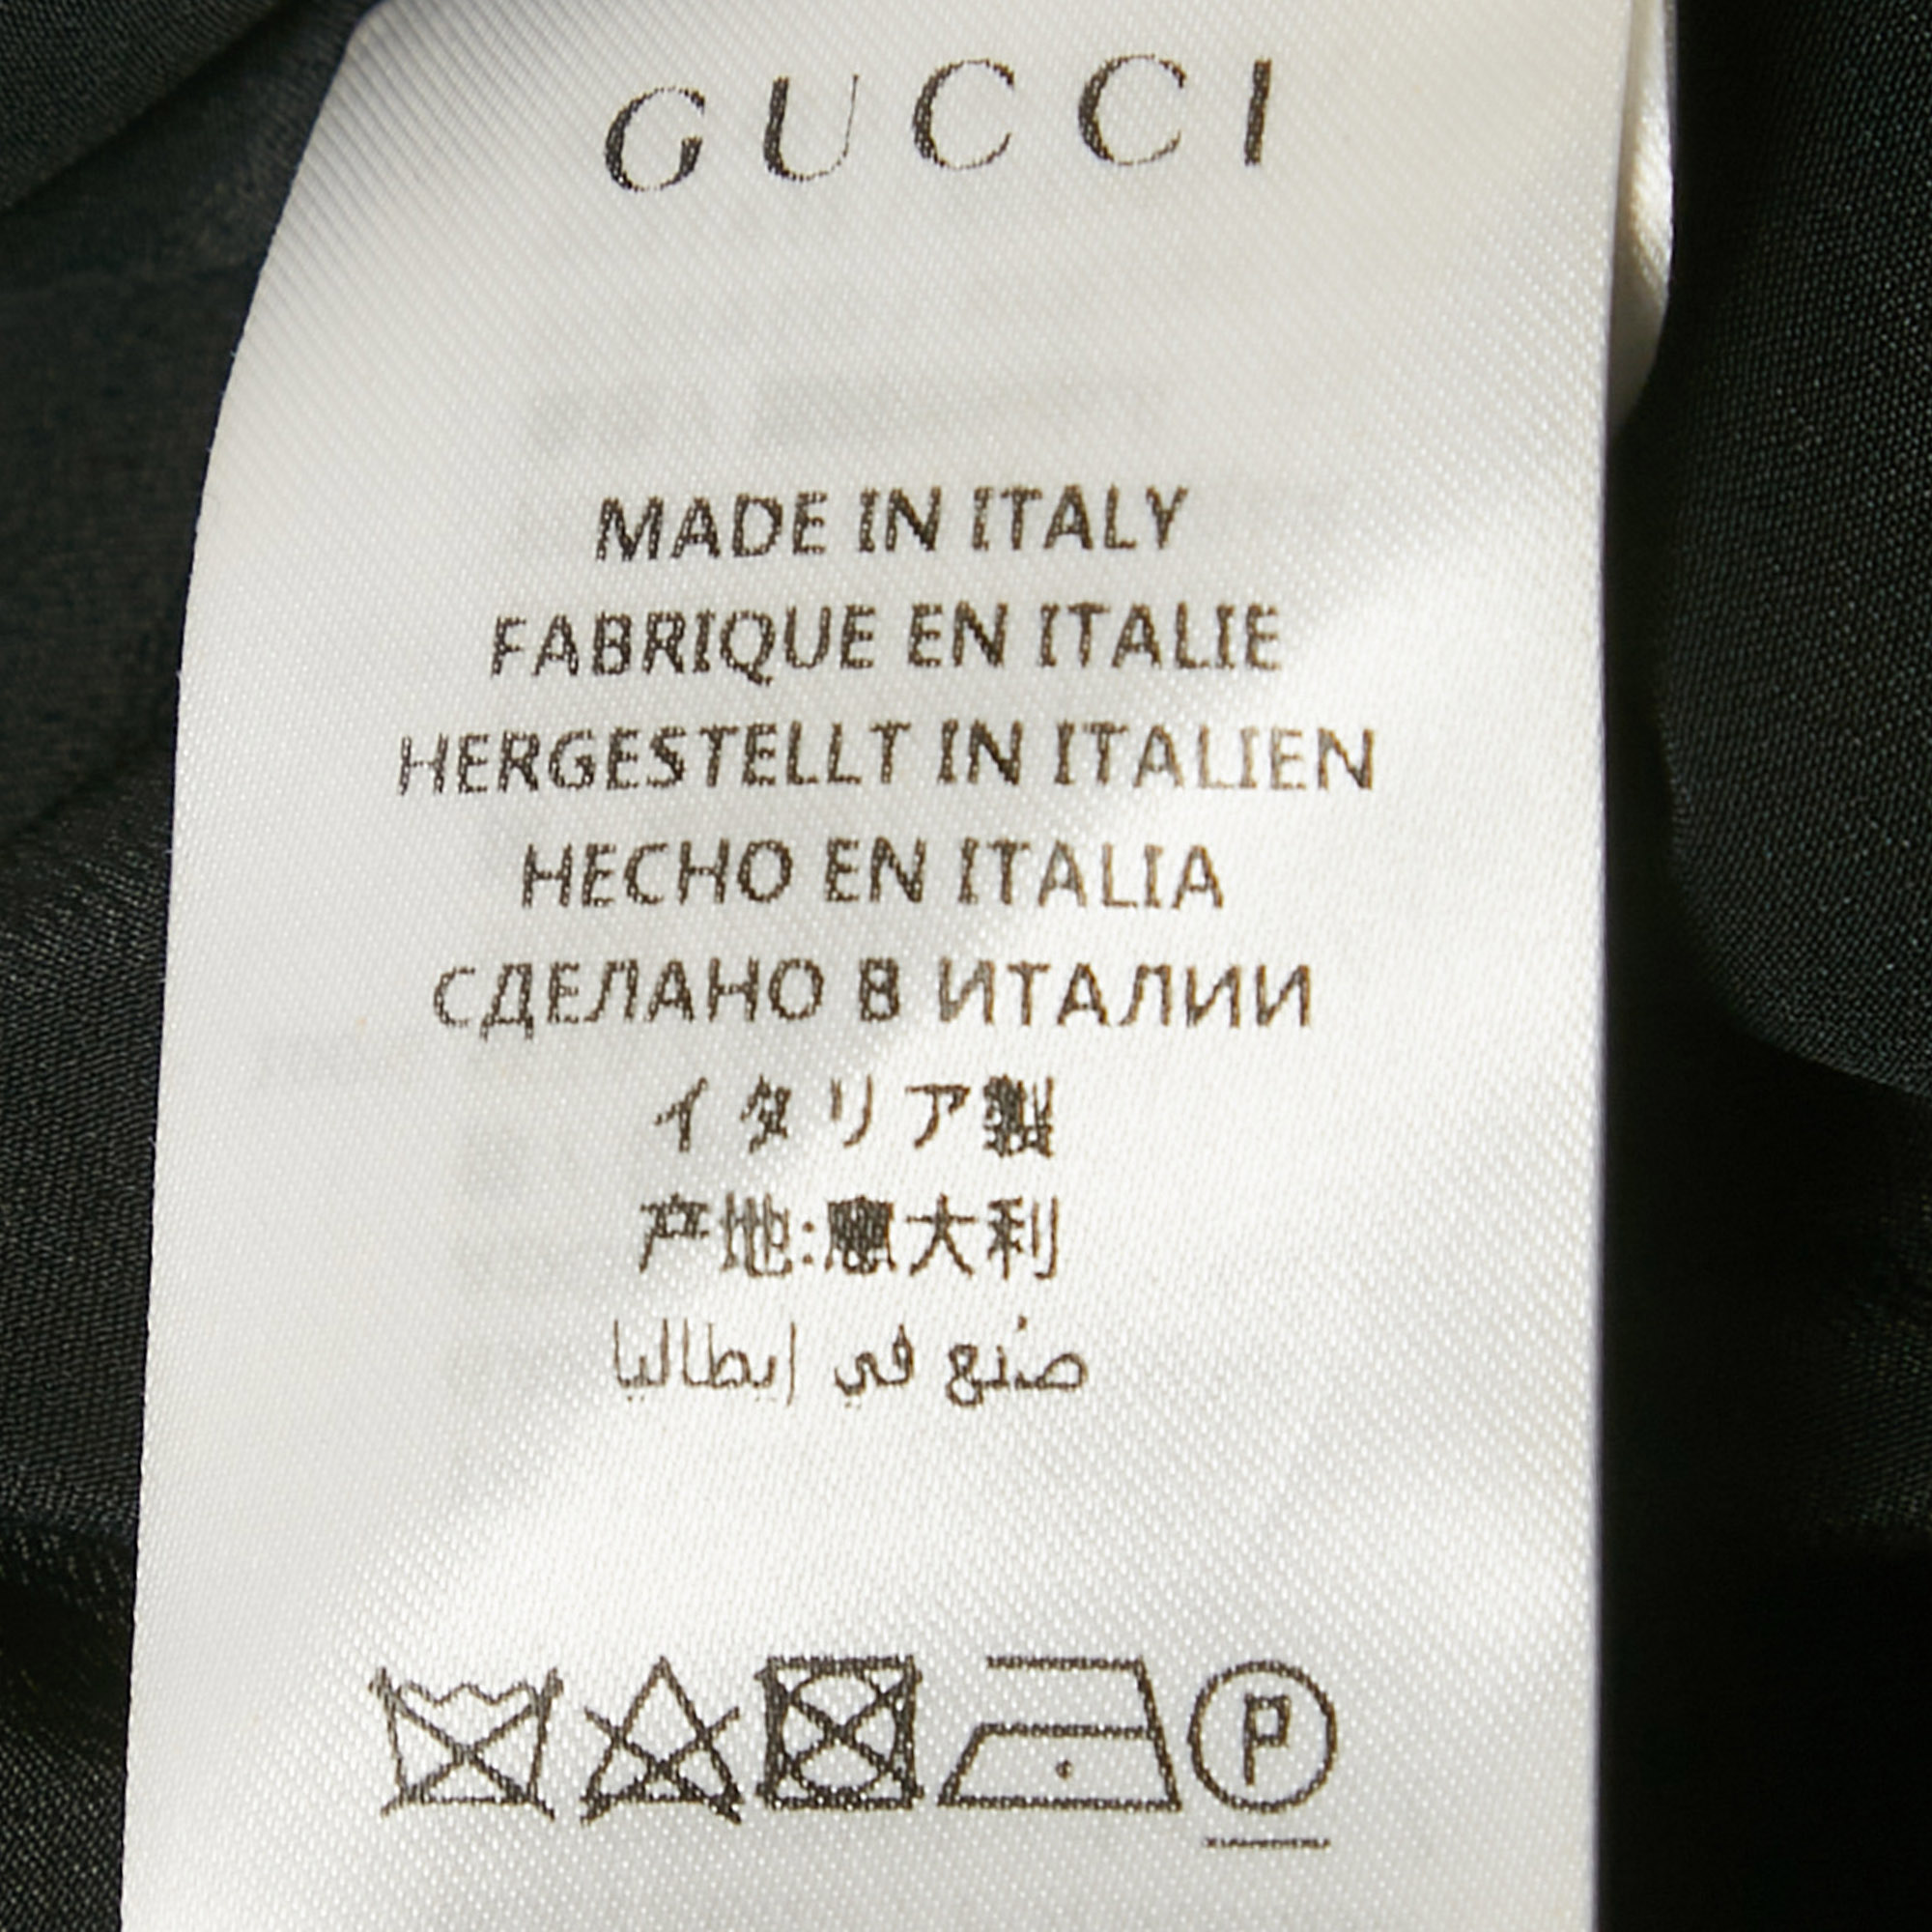 GUCCI
MADE IN ITALY
FABRIQUE EN ITALIE
HERGESTELLT IN ITALIEN
HECHO EN ITALIA
СДЕЛАНО В ИТАЛИИ
イタリア製
产地:意大利
صُنع في إيطاليا
P